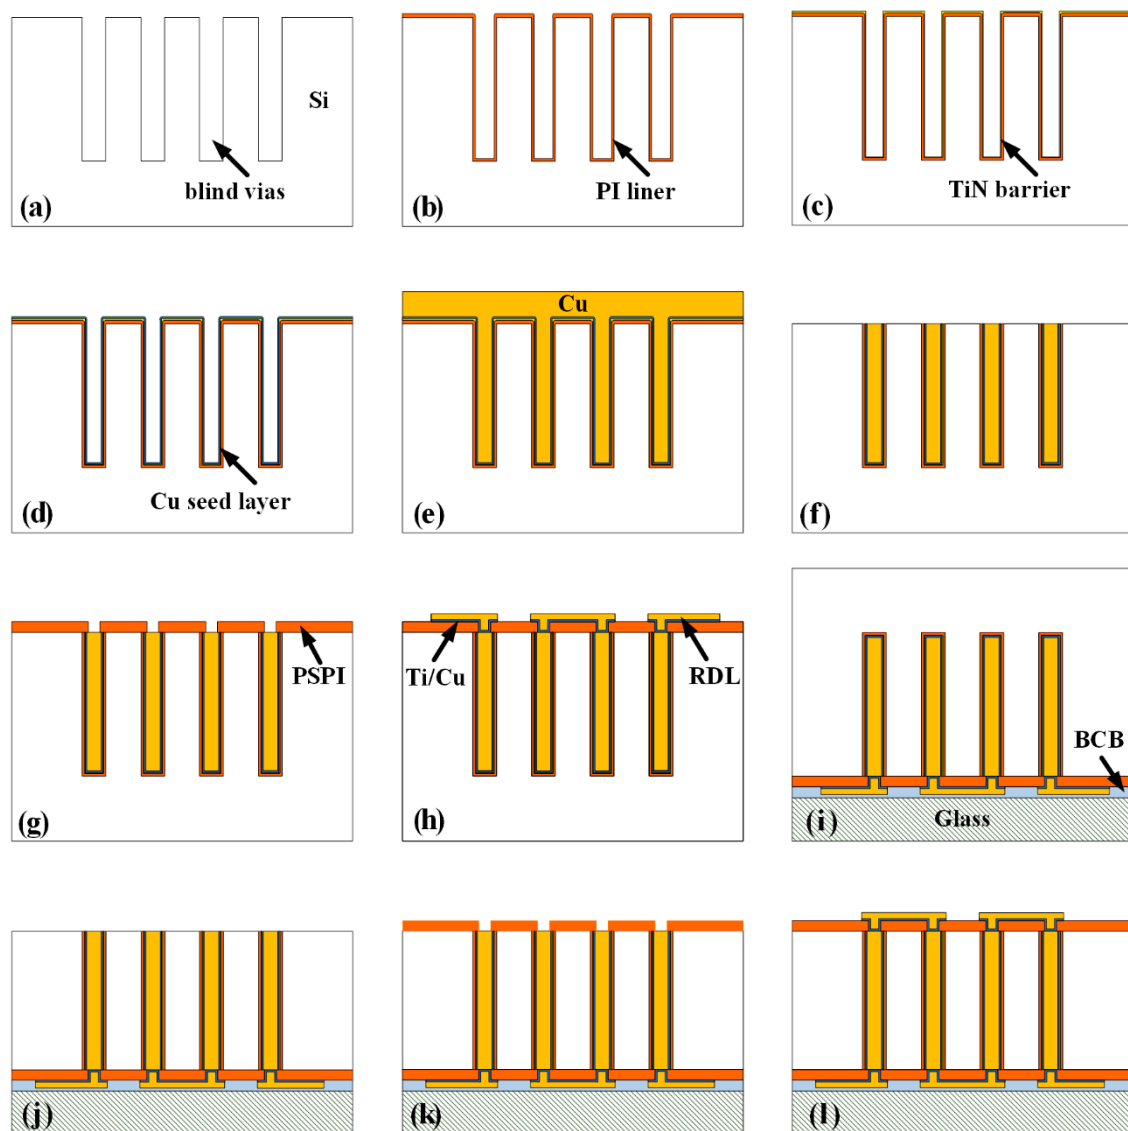 Si
blind vias
(a)
PI liner
(b)
TiN barrier
(c)
Cu seed layer
(d)
Cu
(e)
(f)
PSPI
(g)
Ti/Cu
RDL
(h)
BCB
Glass
(i)
(j)
(k)
(l)